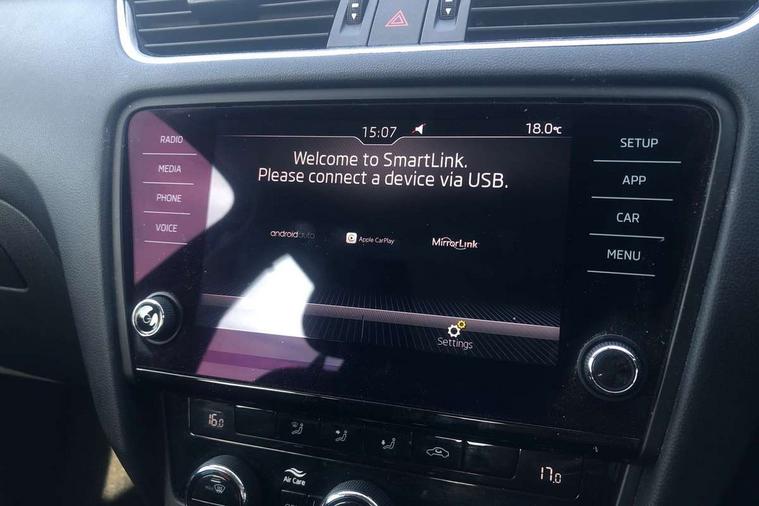 15:07
18.0°C
RADIO
MEDIA
PHONE
VOICE
Welcome to SmartLink.
Please connect a device via USB.
androidauto
Apple CarPlay
MirrorLink
Settings
SETUP
APP
CAR
MENU
16.0
17.0
Air Care